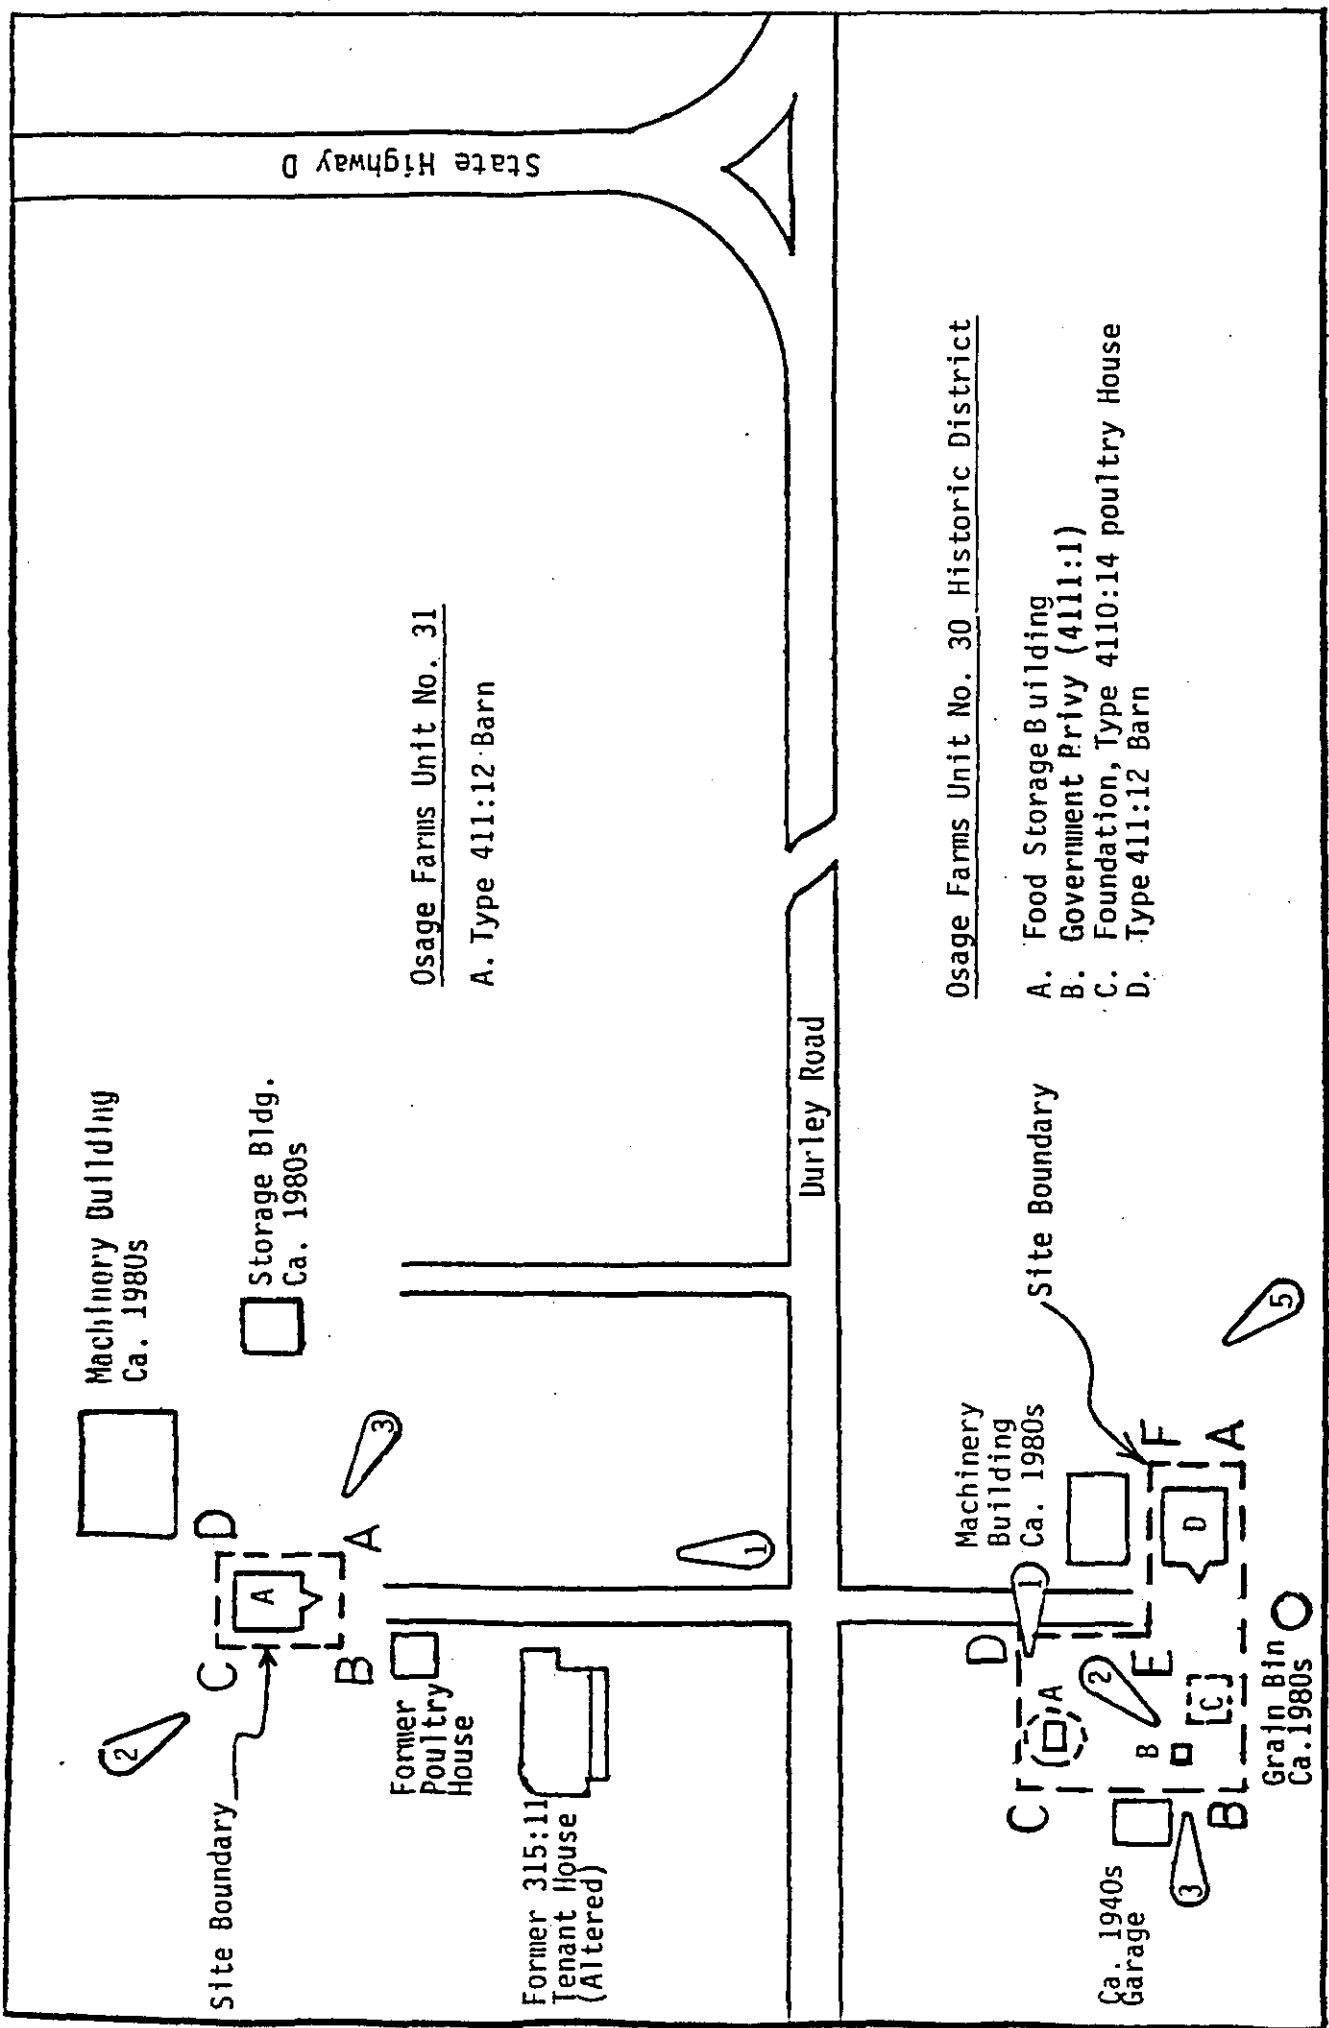 State Highway D
Machinory Building
Ca. 1980s
Storage Bldg.
Ca. 1980s
Osage Farms Unit No. 31
A. Type 411:12 Barn
Site Boundary
2
C
D
A
B
A
3
Former
Poultry
House
Former 315:11
Tenant House
(Altered)
1
Durley Road
Osage Farms Unit No. 30 Historic District
A. Food Storage Building
B. Government Privy (4111:1)
C. Foundation, Type 4110:14 poultry House
D. Type 411:12 Barn
Site Boundary
Machinery
Building
Ca. 1980s
1
D
C
A
2
E
F
A
D
B
C
B
5
3
Ca. 1940s
Garage
Grain Bin
Ca.1980s